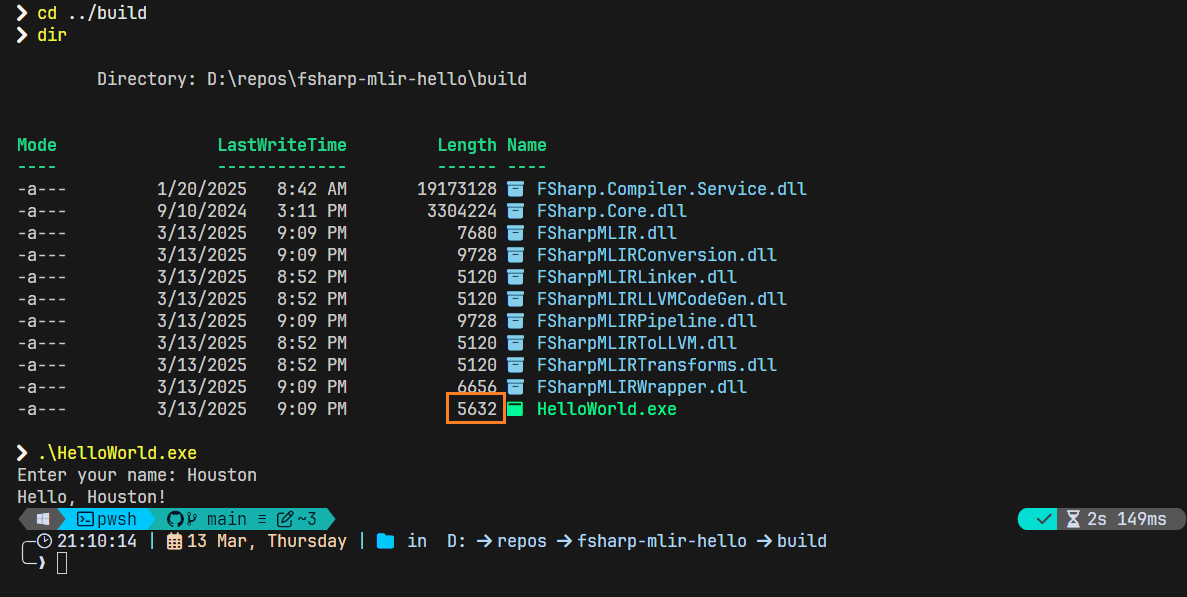 ❯ cd ../build
❯ dir
Directory: D:\repos\fsharp-mlir-hello\build
Mode LastWriteTime Length Name
---- ------------- ------ ----
-a--- 1/20/2025 8:42 AM 19173128 FSharp.Compiler.Service.dll
-a--- 9/10/2024 3:11 PM 3304224 FSharp.Core.dll
-a--- 3/13/2025 9:09 PM 7680 FSharpMLIR.dll
-a--- 3/13/2025 9:09 PM 9728 FSharpMLIRConversion.dll
-a--- 3/13/2025 8:52 PM 5120 FSharpMLIRLinker.dll
-a--- 3/13/2025 8:52 PM 5120 FSharpMLIRLLVMCodeGen.dll
-a--- 3/13/2025 9:09 PM 9728 FSharpMLIRPipeline.dll
-a--- 3/13/2025 8:52 PM 5120 FSharpMLIRToLLVM.dll
-a--- 3/13/2025 8:52 PM 5120 FSharpMLIRTransforms.dll
-a--- 3/13/2025 9:09 PM 6656 FSharpMLIRWrapper.dll
-a--- 3/13/2025 9:09 PM 5632 HelloWorld.exe
❯ .\HelloWorld.exe
Enter your name: Houston
Hello, Houston!
pwsh main ≡ ~3 ✓ 2s 149ms
21:10:14 | 13 Mar, Thursday | in D: → repos → fsharp-mlir-hello → build